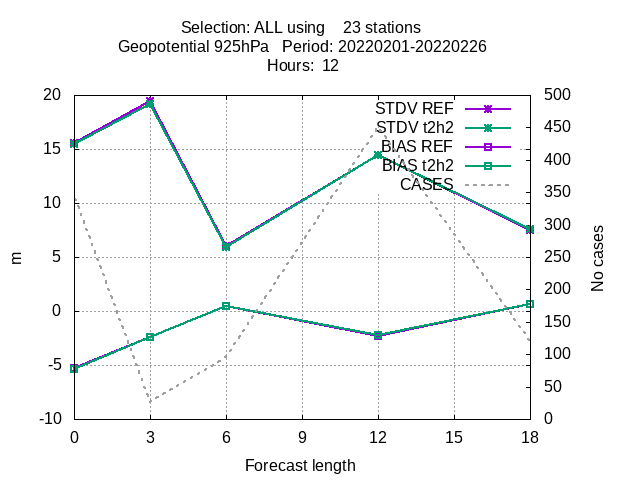 Selection: ALL using    23 stations
Geopotential 925hPa   Period: 20220201-20220226
Hours:  12
20
15
10
5
0
-5
-10
m
500
450
400
350
300
250
200
150
100
50
0
No cases
STDV REF
STDV t2h2
BIAS REF
BIAS t2h2
CASES
0 3 6 9 12 15 18
Forecast length